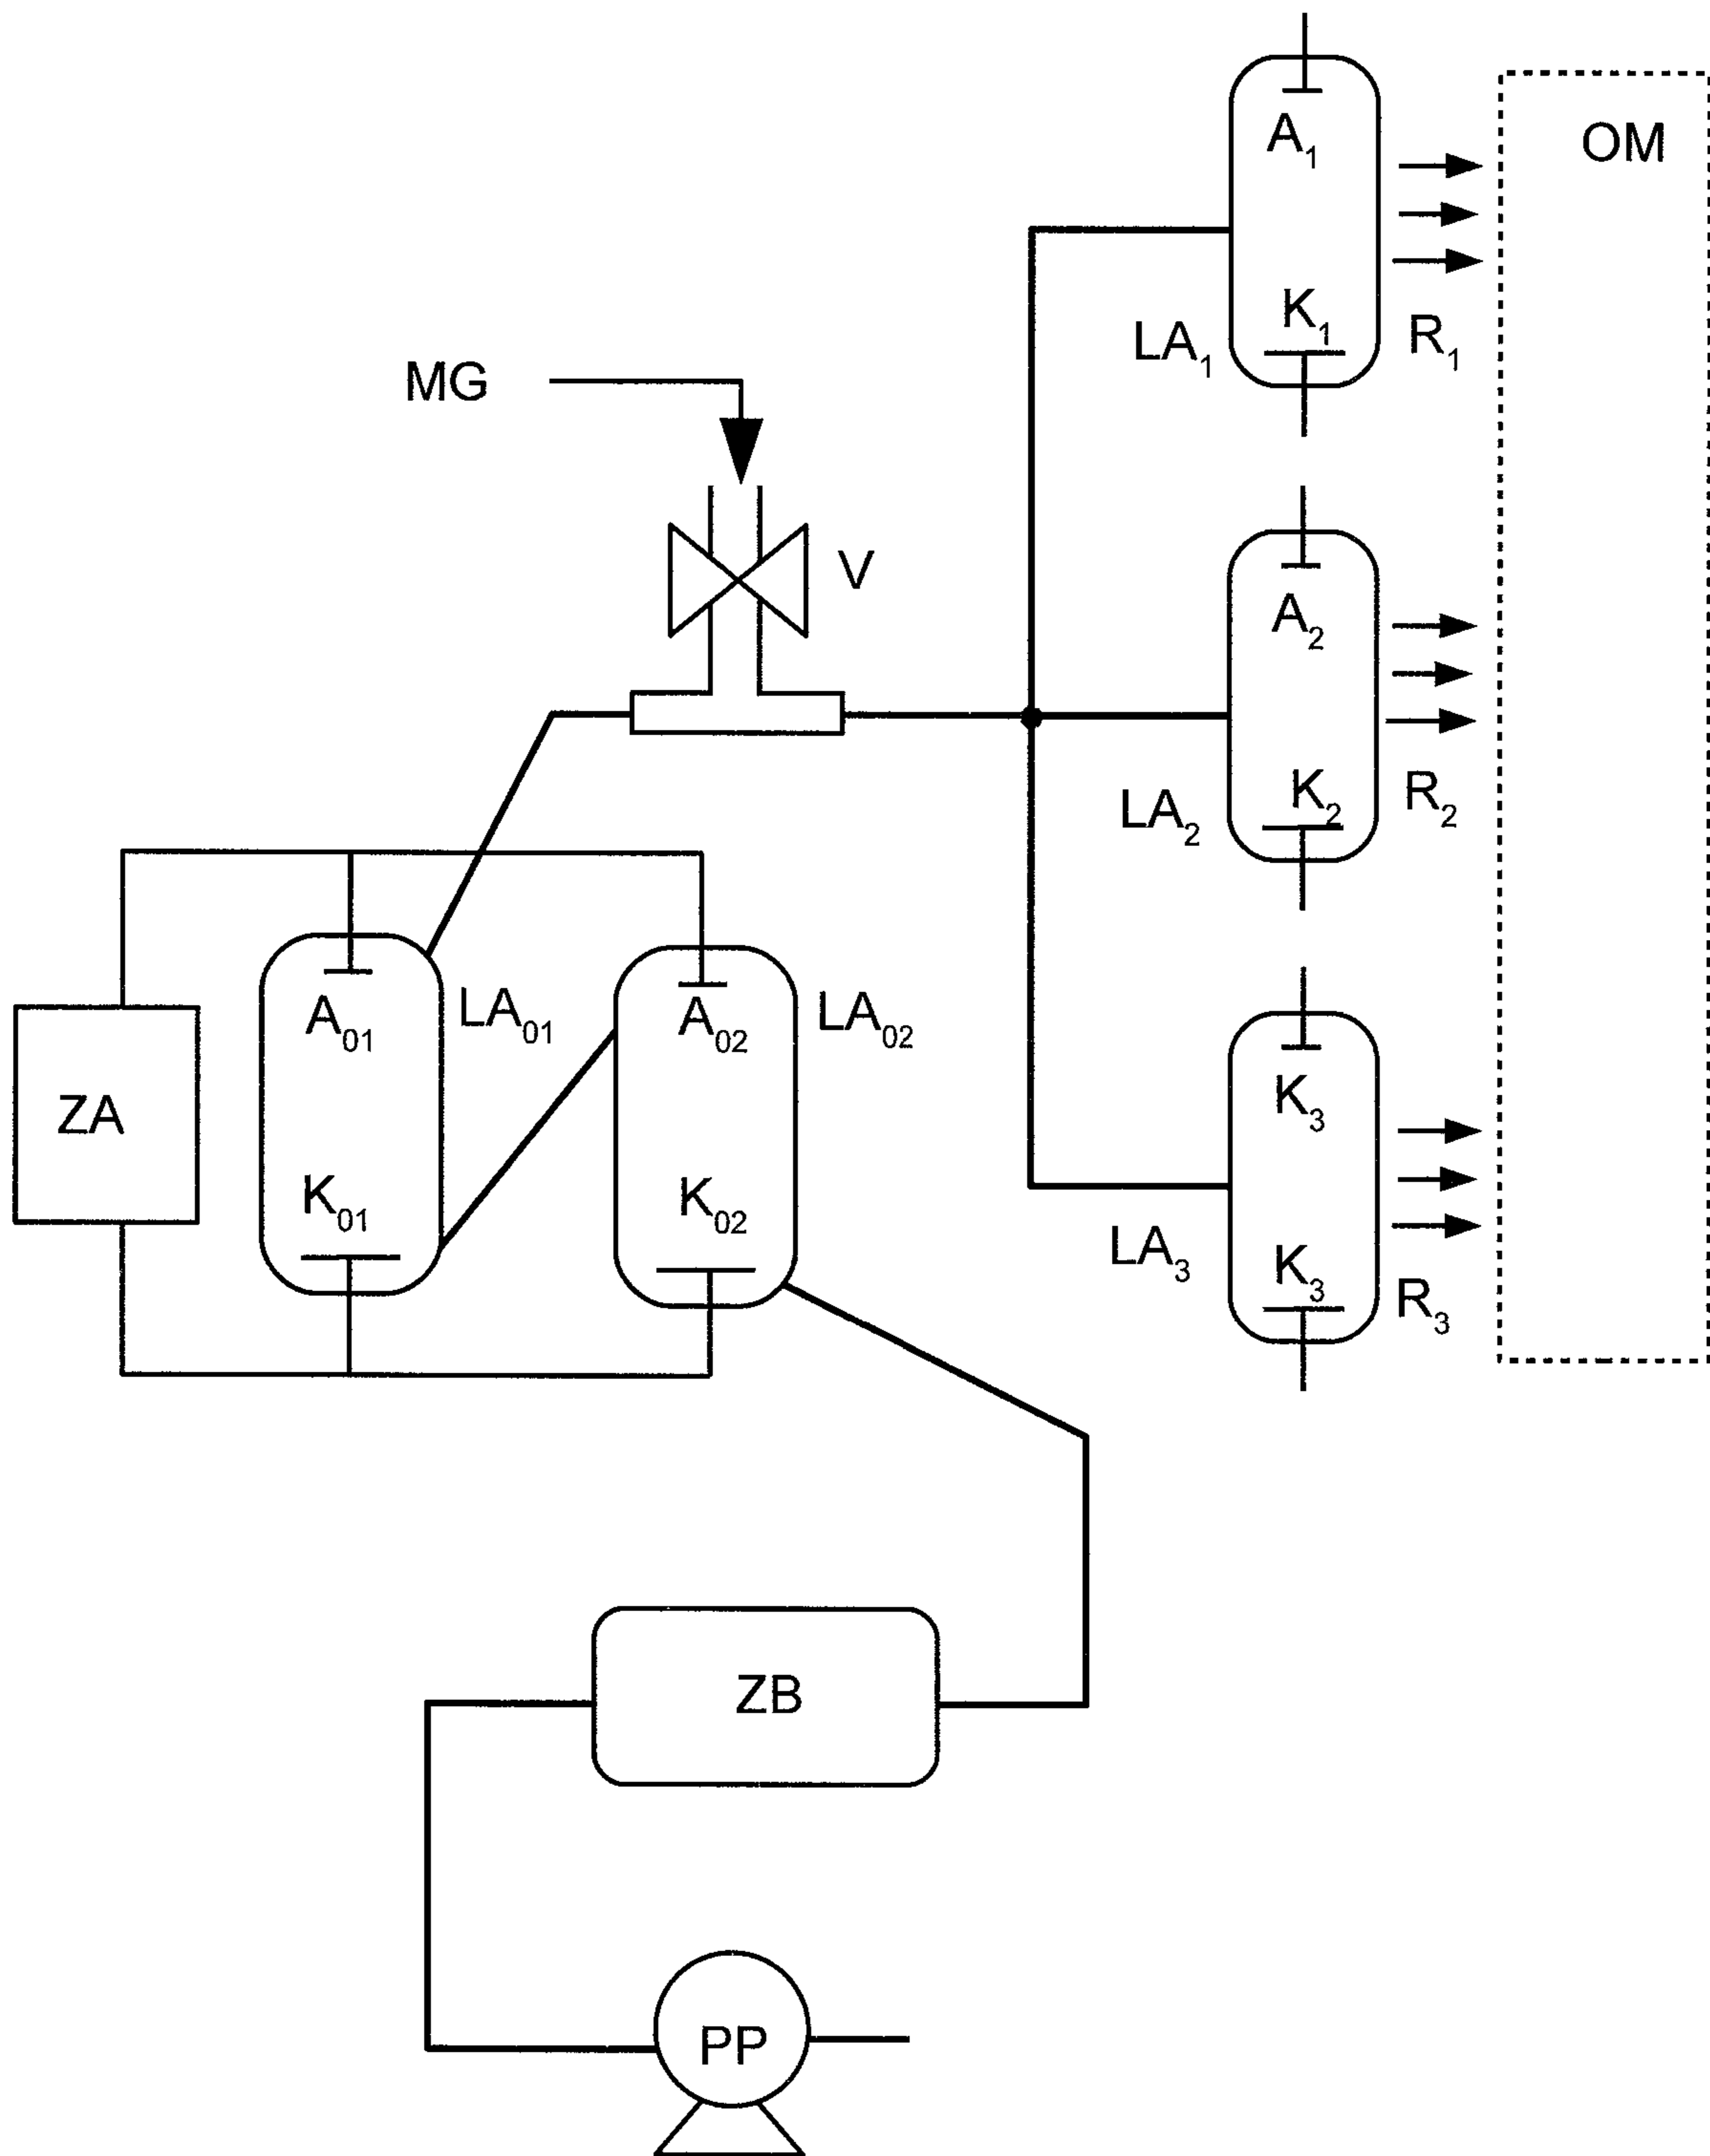 A₁
OM
K₁
LA₁
R₁
MG
V
A₂
K₂
LA₂
R₂
A₀₁
LA₀₁
A₀₂
LA₀₂
ZA
K₀₁
K₀₂
K₃
LA₃
K₃
R₃
ZB
PP